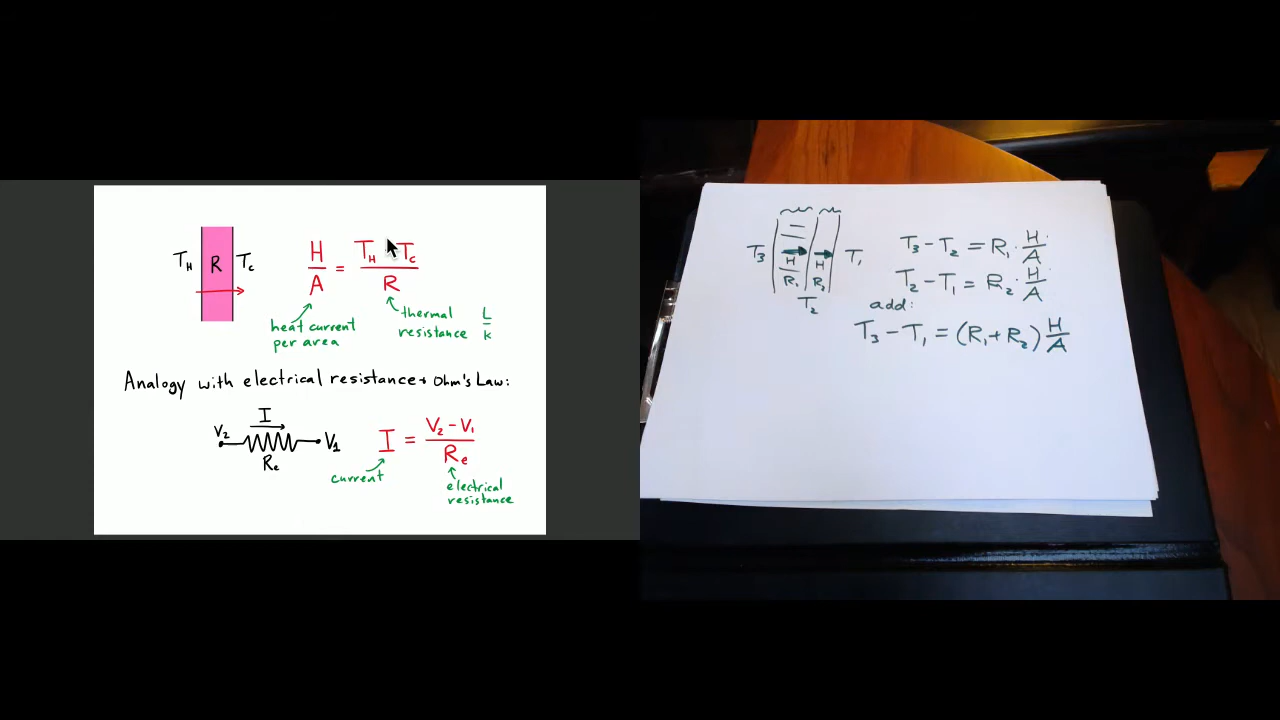 T_H R T_C
H/A = (T_H - T_C)/R
heat current per area
thermal resistance L/k
Analogy with electrical resistance + Ohm's Law:
V_2 I R_e V_1
I = (V_2 - V_1)/R_e
current
electrical resistance
T_3 H R_1 H R_2 T_1
T_2
T_3 - T_2 = R_1 · H/A
T_2 - T_1 = R_2 · H/A
add:
T_3 - T_1 = (R_1 + R_2) H/A